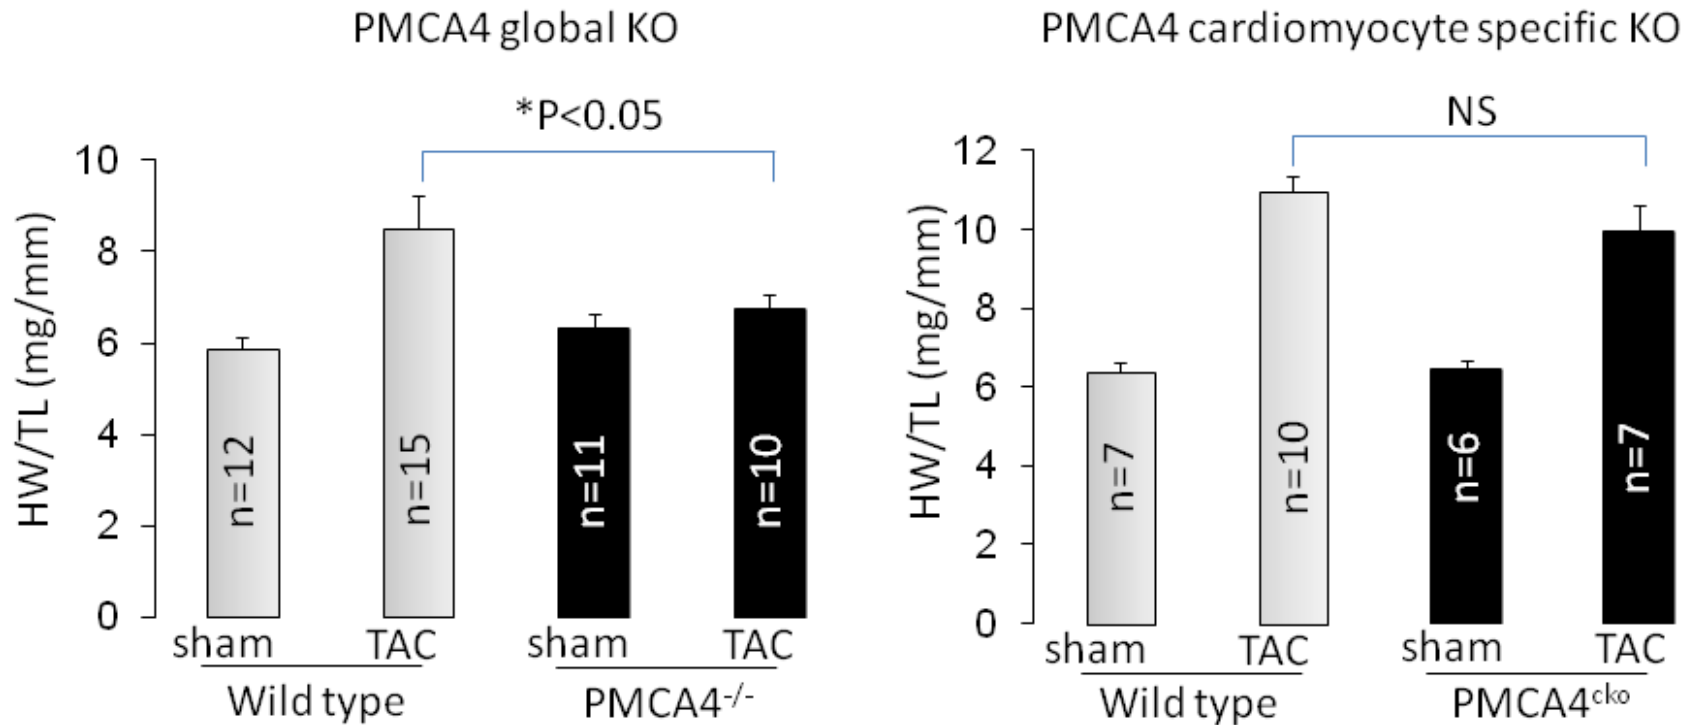 PMCA4 global KO
*P<0.05
HW/TL (mg/mm)
10
8
6
4
2
0
n=12
n=15
n=11
n=10
sham TAC sham TAC
Wild type PMCA4-/-
PMCA4 cardiomyocyte specific KO
NS
HW/TL (mg/mm)
12
10
8
6
4
2
0
n=7
n=10
n=6
n=7
sham TAC sham TAC
Wild type PMCA4cko